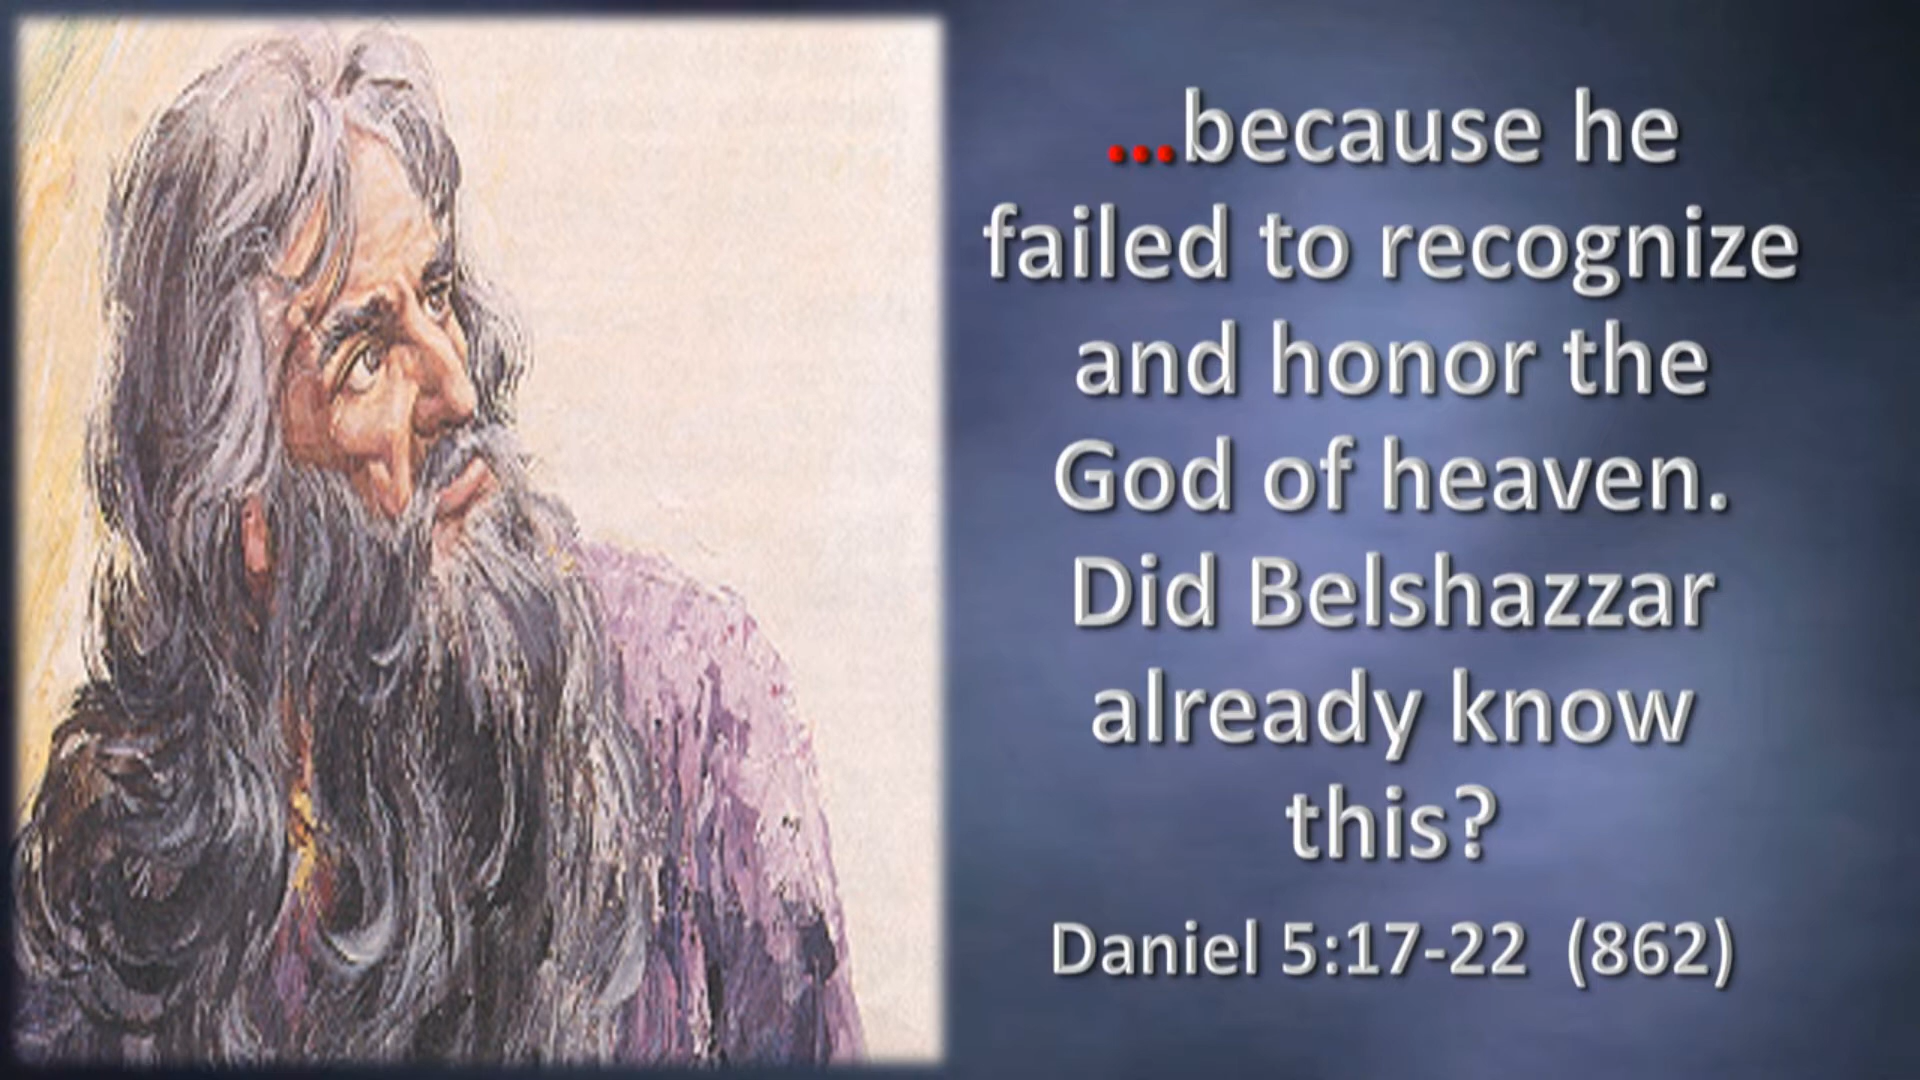 ...because he
failed to recognize
and honor the
God of heaven.
Did Belshazzar
already know
this?
Daniel 5:17-22 (862)